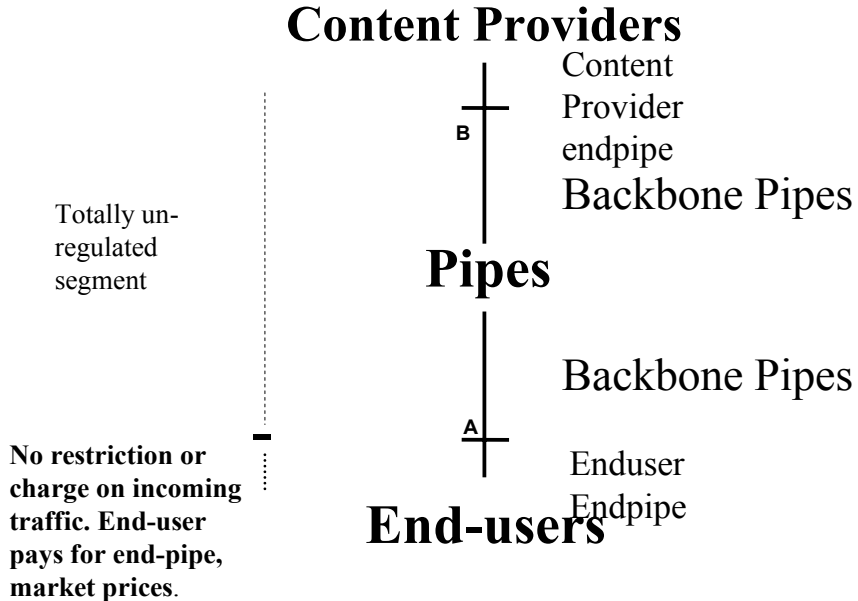 Content Providers
Content
Provider
endpipe
B
Backbone Pipes
Totally un-
regulated
segment
Pipes
Backbone Pipes
A
No restriction or
charge on incoming
traffic. End-user
pays for end-pipe,
market prices.
Enduser
Endpipe
End-users